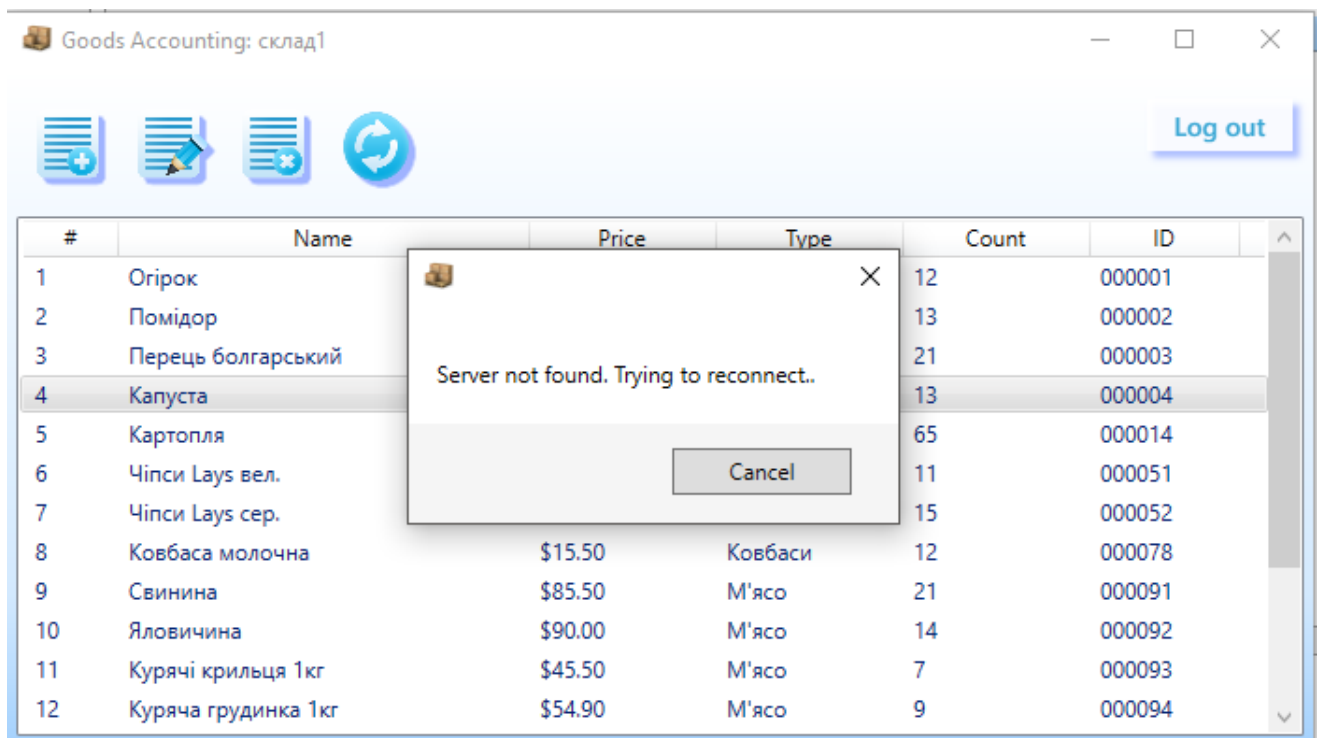 Goods Accounting: склад1
Log out
# Name Price Type Count ID
1 Огірок 12 000001
2 Помідор 13 000002
3 Перець болгарський 21 000003
Server not found. Trying to reconnect..
4 Капуста 13 000004
5 Картопля 65 000014
Cancel
6 Чіпси Lays вел. 11 000051
7 Чіпси Lays сер. 15 000052
8 Ковбаса молочна $15.50 Ковбаси 12 000078
9 Свинина $85.50 М'ясо 21 000091
10 Яловичина $90.00 М'ясо 14 000092
11 Курячі крильця 1кг $45.50 М'ясо 7 000093
12 Куряча грудинка 1кг $54.90 М'ясо 9 000094